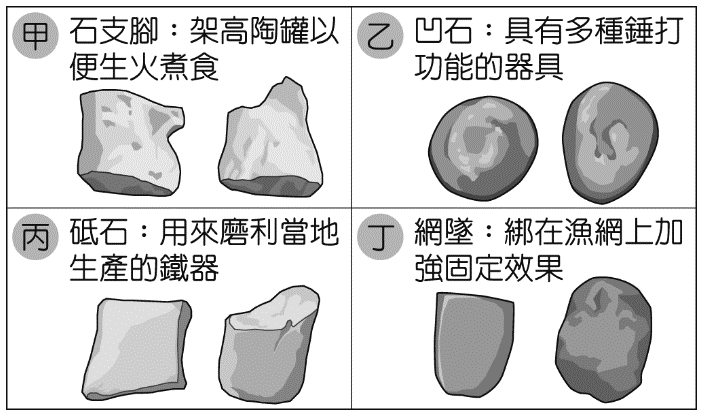 甲 石支腳：架高陶罐以
便生火煮食
乙 凹石：具有多種錘打
功能的器具
丙 砥石：用來磨利當地
生產的鐵器
丁 網墜：綁在漁網上加
強固定效果